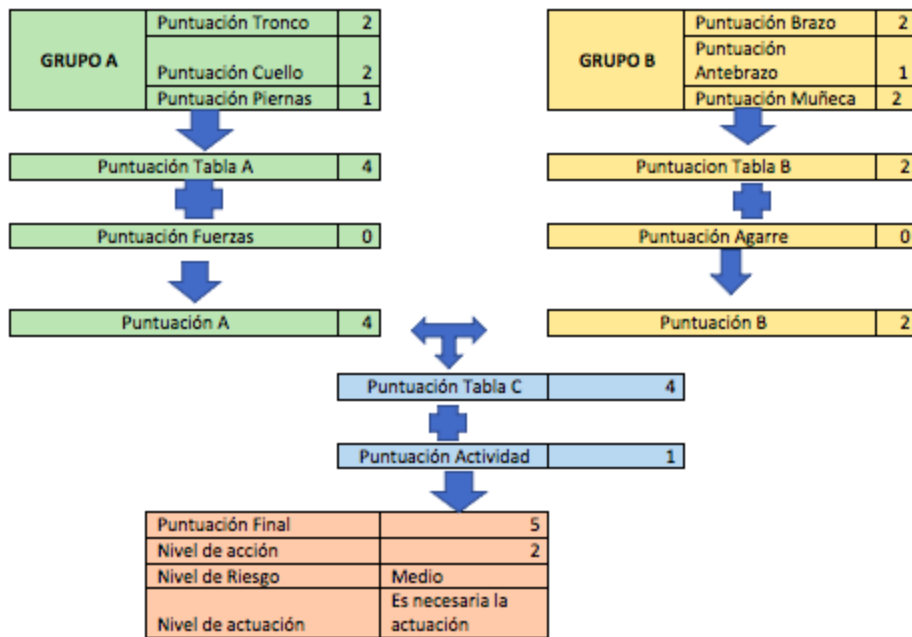 GRUPO A
Puntuación Tronco 2
Puntuación Cuello 2
Puntuación Piernas 1
GRUPO B
Puntuación Brazo 2
Puntuación
Antebrazo 1
Puntuación Muñeca 2
Puntuación Tabla A 4
Puntuacion Tabla B 2
Puntuación Fuerzas 0
Puntuación Agarre 0
Puntuación A 4
Puntuación B 2
Puntuación Tabla C 4
Puntuación Actividad 1
Puntuación Final 5
Nivel de acción 2
Nivel de Riesgo Medio
Nivel de actuación Es necesaria la
actuación